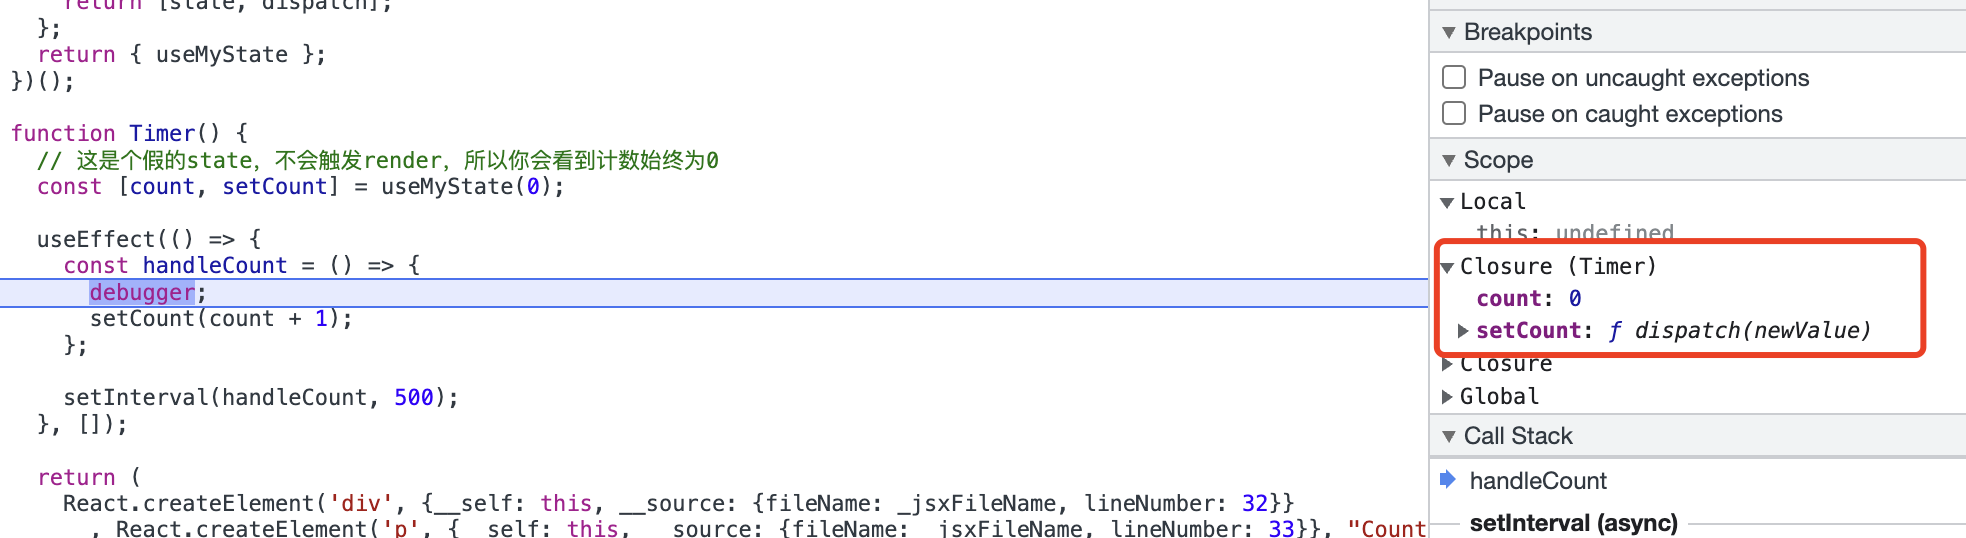 return [state, dispatch];
};
return { useMyState };
})();
function Timer() {
// 这是个假的state，不会触发render，所以你会看到计数始终为0
const [count, setCount] = useMyState(0);
useEffect(() => {
const handleCount = () => {
debugger;
setCount(count + 1);
};
setInterval(handleCount, 500);
}, []);
return (
React.createElement('div', {__self: this, __source: {fileName: _jsxFileName, lineNumber: 32}}
, React.createElement('p', {__self: this, __source: {fileName: _jsxFileName, lineNumber: 33}}, "Count
Breakpoints
Pause on uncaught exceptions
Pause on caught exceptions
Scope
Local
this: undefined
Closure (Timer)
count: 0
setCount: ƒ dispatch(newValue)
Closure
Global
Call Stack
handleCount
setInterval (async)